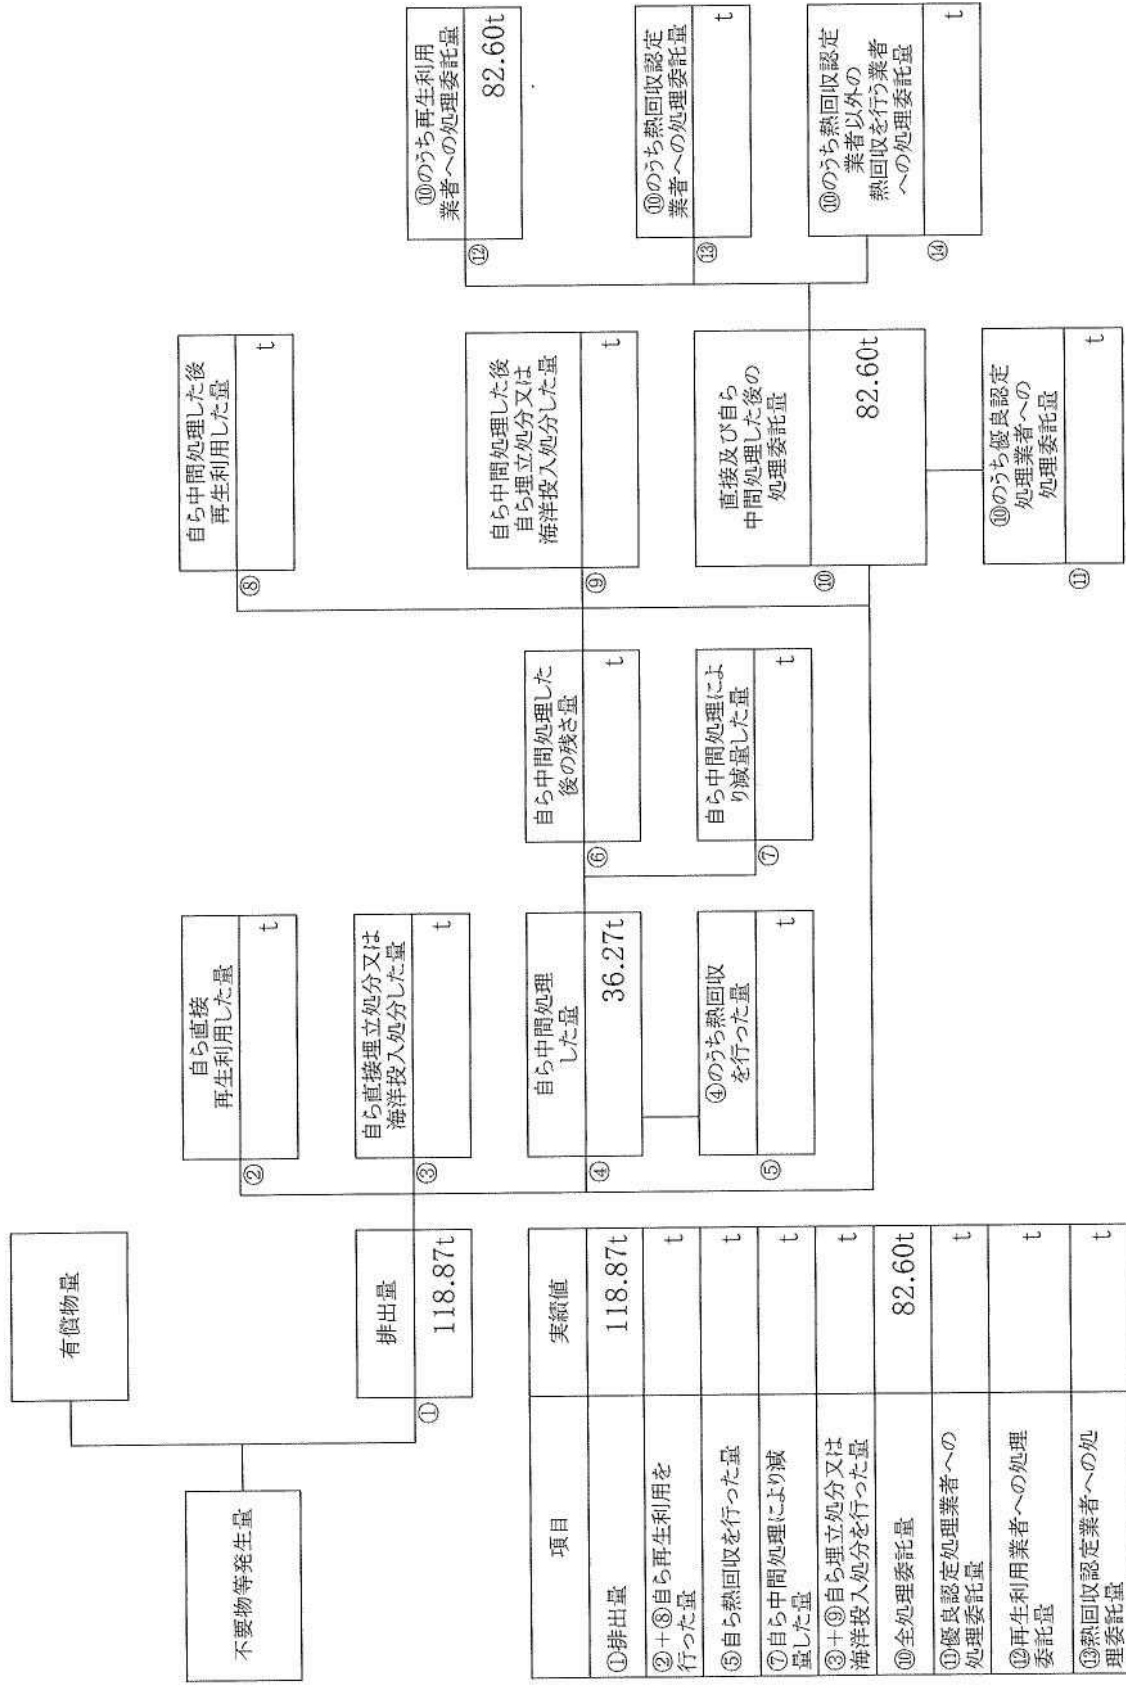 有償物量
不要物等発生量
排出量
①
118.87t
自ら直接
再生利用した量
②
t
自ら直接埋立処分又は
海洋投入処分した量
③
t
自ら中間処理
した量
④
36.27t
④のうち熱回収
を行った量
⑤
t
自ら中間処理した
後の残さ量
⑥
t
自ら中間処理によ
り減量した量
⑦
t
自ら中間処理した後
再生利用した量
⑧
t
自ら中間処理した後
自ら埋立処分又は
海洋投入処分した量
⑨
t
直接及び自ら
中間処理した後の
処理委託量
⑩
82.60t
⑩のうち優良認定
処理業者への
処理委託量
⑪
t
⑩のうち再生利用
業者への処理委託量
⑫
82.60t
⑩のうち熱回収認定
業者への処理委託量
⑬
t
⑩のうち熱回収認定
業者以外の
熱回収を行う業者
への処理委託量
⑭
t
項目 実績値
①排出量 118.87t
②+⑧自ら再生利用を
行った量 t
⑤自ら熱回収を行った量 t
⑦自ら中間処理により減
量した量 t
③+⑨自ら埋立処分又は
海洋投入処分を行った量 t
⑩全処理委託量 82.60t
⑪優良認定処理業者への
処理委託量 t
⑫再生利用業者への処理
委託量 t
⑬熱回収認定業者への処
理委託量 t